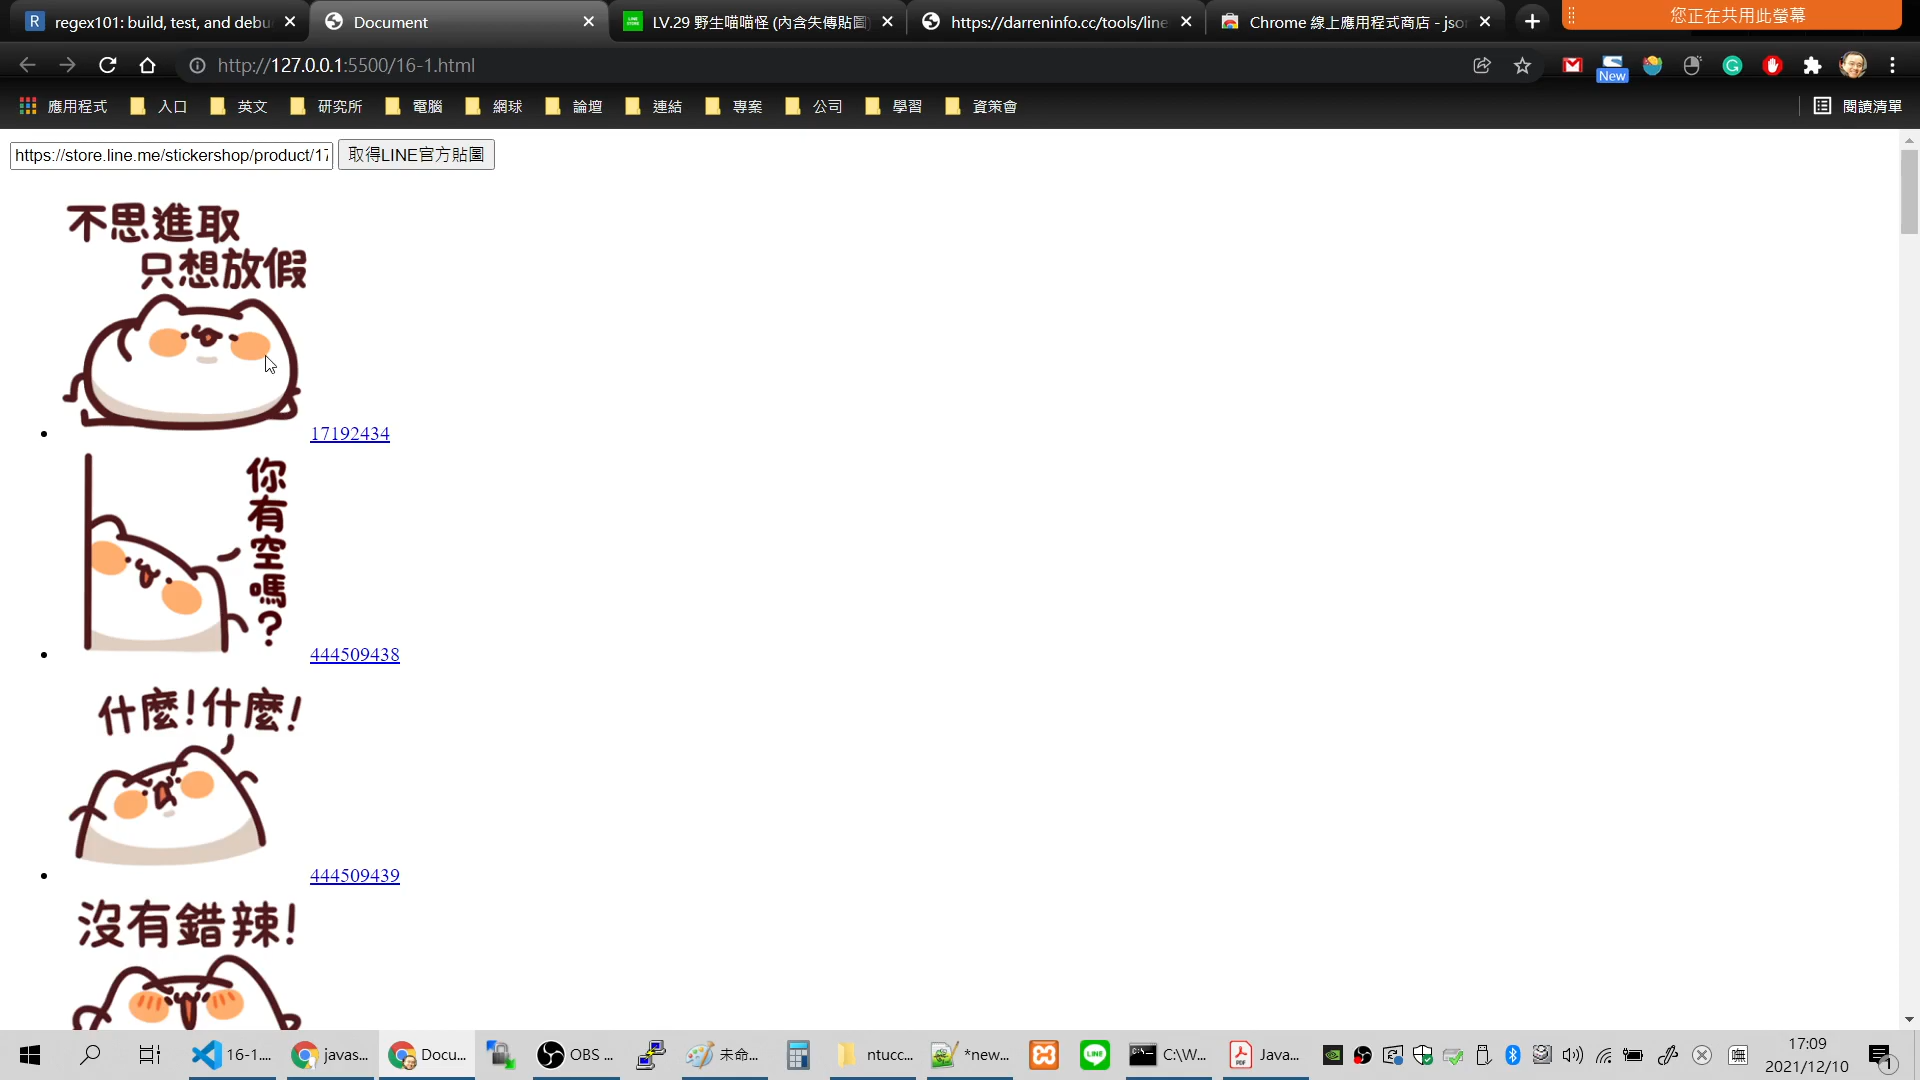 regex101: build, test, and debu
Document
LV.29 野生喵喵怪 (內含失傳貼圖)
https://darreninfo.cc/tools/line
Chrome 線上應用程式商店 - jso
您正在共用此螢幕
http://127.0.0.1:5500/16-1.html
New
應用程式 入口 英文 研究所 電腦 網球 論壇 連結 專案 公司 學習 資策會 閱讀清單
https://store.line.me/stickershop/product/17
取得LINE官方貼圖
不思進取
只想放假
17192434
你有空嗎?
444509438
什麼!什麼!
444509439
沒有錯辣!
16-1.... javas... Docu... OBS ... 未命... ntucc... *new... C:\W... Java...
17:09
2021/12/10
1